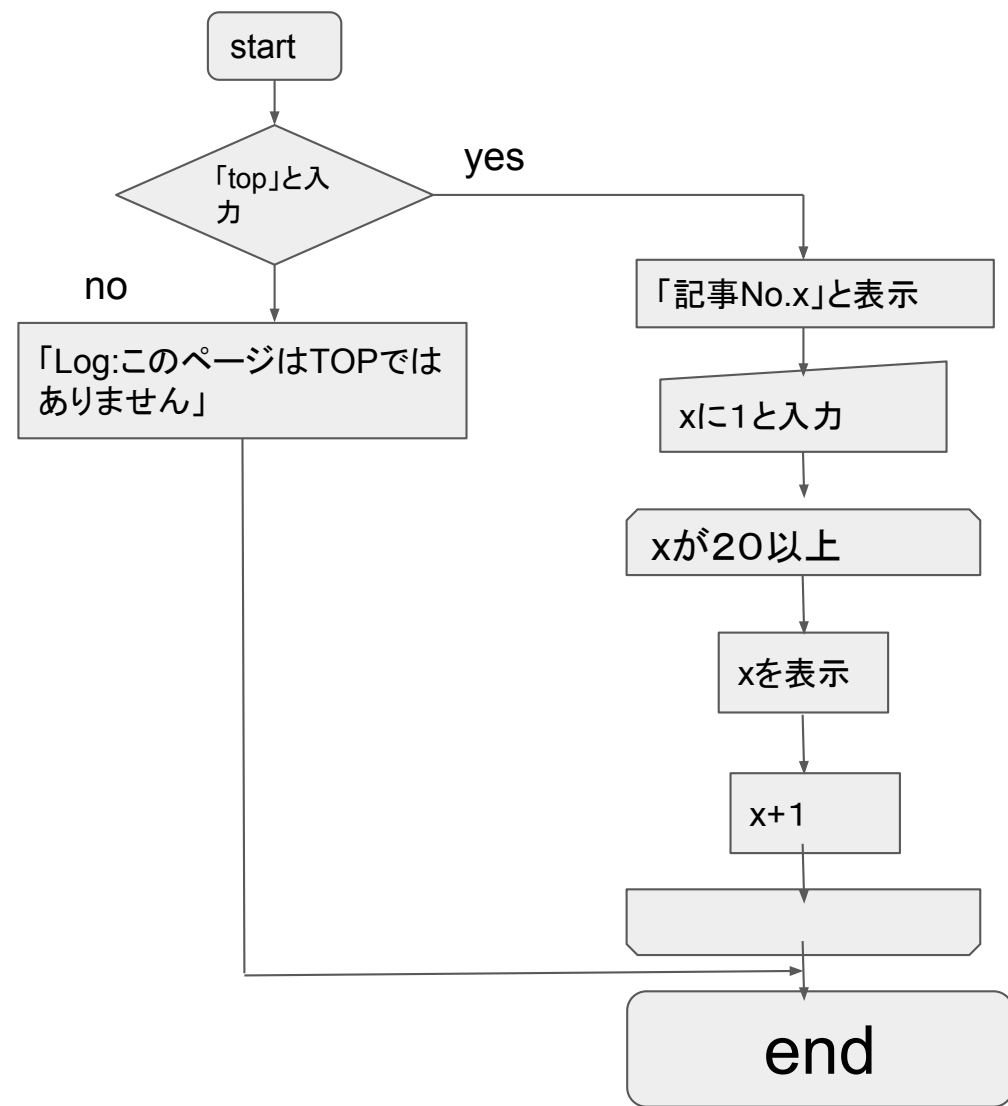 start
「top」と入
力
yes
no
「記事No.x」と表示
「Log:このページはTOPでは
ありません」
xに１と入力
xが２０以上
xを表示
x+１
end